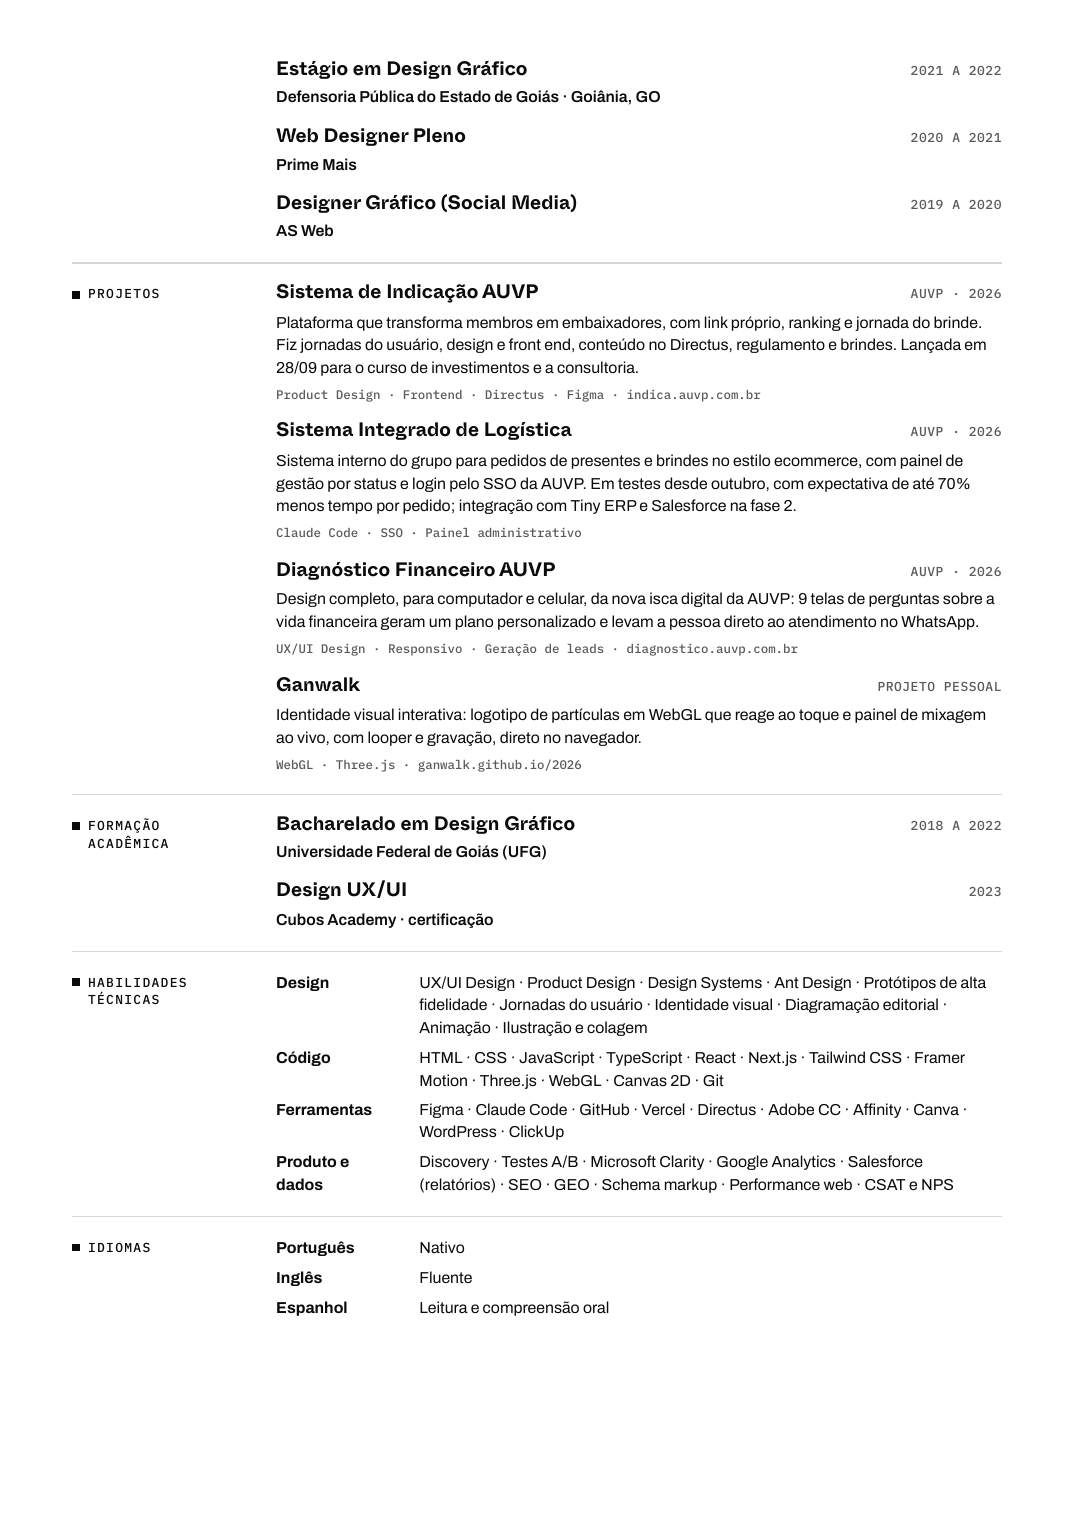 Estágio em Design Gráfico
2021 A 2022
Defensoria Pública do Estado de Goiás · Goiânia, GO
Web Designer Pleno
2020 A 2021
Prime Mais
Designer Gráfico (Social Media)
2019 A 2020
AS Web
PROJETOS
Sistema de Indicação AUVP
AUVP · 2026
Plataforma que transforma membros em embaixadores, com link próprio, ranking e jornada do brinde.
Fiz jornadas do usuário, design e front end, conteúdo no Directus, regulamento e brindes. Lançada em
28/09 para o curso de investimentos e a consultoria.
Product Design · Frontend · Directus · Figma · indica.auvp.com.br
Sistema Integrado de Logística
AUVP · 2026
Sistema interno do grupo para pedidos de presentes e brindes no estilo ecommerce, com painel de
gestão por status e login pelo SSO da AUVP. Em testes desde outubro, com expectativa de até 70%
menos tempo por pedido; integração com Tiny ERP e Salesforce na fase 2.
Claude Code · SSO · Painel administrativo
Diagnóstico Financeiro AUVP
AUVP · 2026
Design completo, para computador e celular, da nova isca digital da AUVP: 9 telas de perguntas sobre a
vida financeira geram um plano personalizado e levam a pessoa direto ao atendimento no WhatsApp.
UX/UI Design · Responsivo · Geração de leads · diagnostico.auvp.com.br
Ganwalk
PROJETO PESSOAL
Identidade visual interativa: logotipo de partículas em WebGL que reage ao toque e painel de mixagem
ao vivo, com looper e gravação, direto no navegador.
WebGL · Three.js · ganwalk.github.io/2026
FORMAÇÃO
ACADÊMICA
Bacharelado em Design Gráfico
2018 A 2022
Universidade Federal de Goiás (UFG)
Design UX/UI
2023
Cubos Academy · certificação
HABILIDADES
TÉCNICAS
Design
UX/UI Design · Product Design · Design Systems · Ant Design · Protótipos de alta
fidelidade · Jornadas do usuário · Identidade visual · Diagramação editorial ·
Animação · Ilustração e colagem
Código
HTML · CSS · JavaScript · TypeScript · React · Next.js · Tailwind CSS · Framer
Motion · Three.js · WebGL · Canvas 2D · Git
Ferramentas
Figma · Claude Code · GitHub · Vercel · Directus · Adobe CC · Affinity · Canva ·
WordPress · ClickUp
Produto e
dados
Discovery · Testes A/B · Microsoft Clarity · Google Analytics · Salesforce
(relatórios) · SEO · GEO · Schema markup · Performance web · CSAT e NPS
IDIOMAS
Português
Nativo
Inglês
Fluente
Espanhol
Leitura e compreensão oral